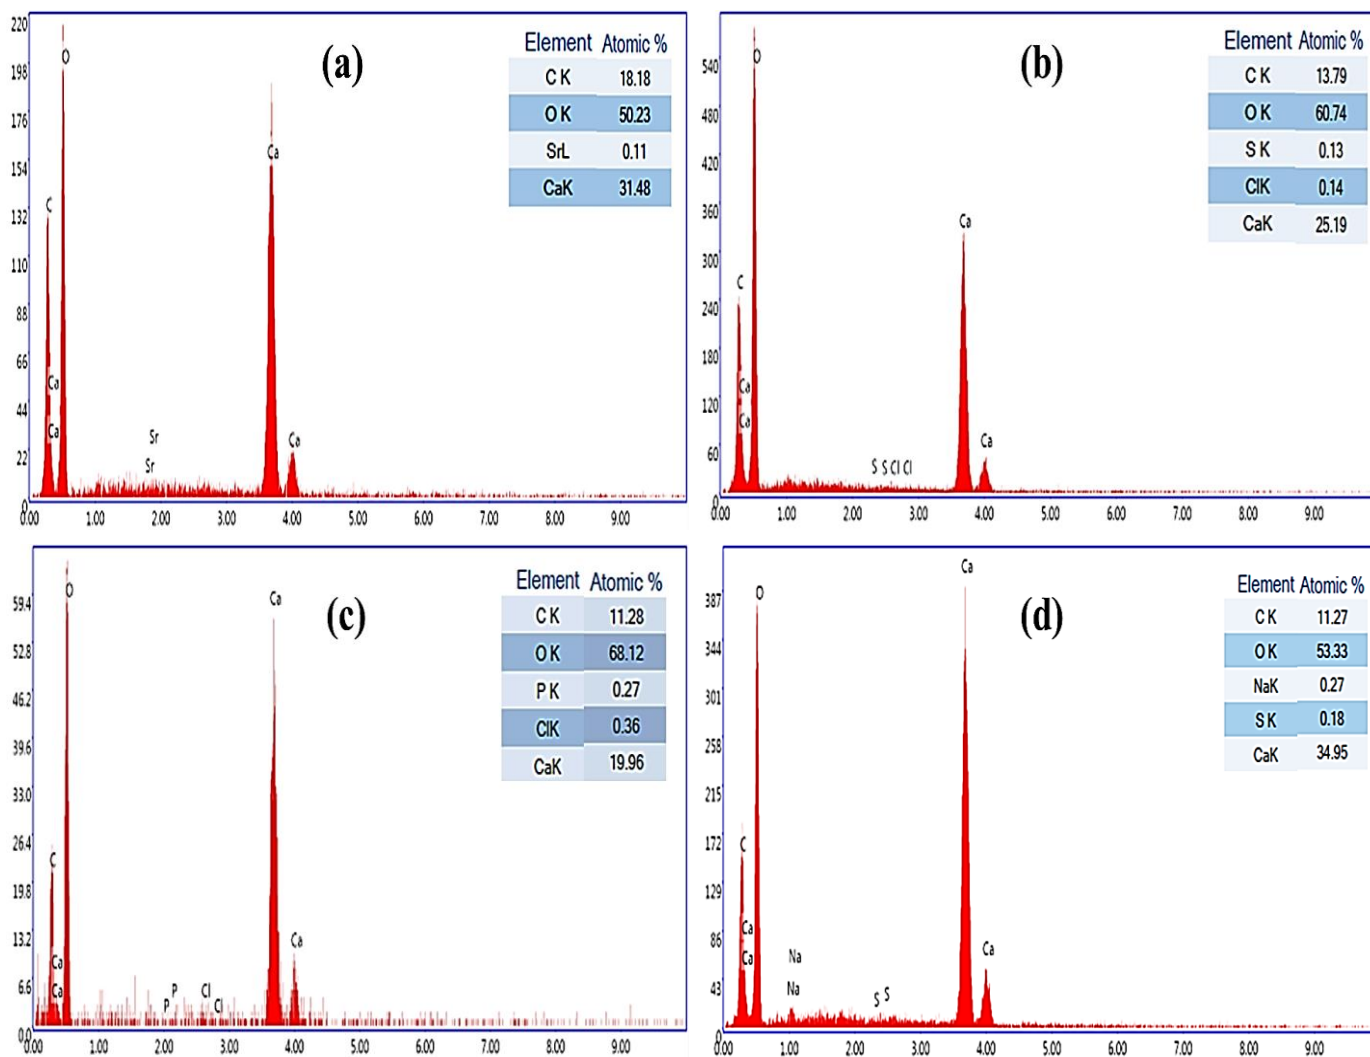 (a)
Element Atomic %
C K 18.18
O K 50.23
SrL 0.11
CaK 31.48
220
198
176
154
132
110
88
66
44
22
0
O
C
Ca
Ca
Sr
Sr
Ca
Ca
0.00 1.00 2.00 3.00 4.00 5.00 6.00 7.00 8.00 9.00
(b)
Element Atomic %
C K 13.79
O K 60.74
S K 0.13
ClK 0.14
CaK 25.19
540
480
420
360
300
240
180
120
60
0
O
C
Ca
Ca
S S Cl Cl
Ca
Ca
0.00 1.00 2.00 3.00 4.00 5.00 6.00 7.00 8.00 9.00
(c)
Element Atomic %
C K 11.28
O K 68.12
P K 0.27
ClK 0.36
CaK 19.96
59.4
52.8
46.2
39.6
33.0
26.4
19.8
13.2
6.6
0.0
O
C
Ca
Ca
P
P
Cl
Cl
Ca
Ca
0.00 1.00 2.00 3.00 4.00 5.00 6.00 7.00 8.00 9.00
(d)
Element Atomic %
C K 11.27
O K 53.33
NaK 0.27
S K 0.18
CaK 34.95
387
344
301
258
215
172
129
86
43
0
O
C
Ca
Ca
Na
Na
S S
Ca
Ca
0.00 1.00 2.00 3.00 4.00 5.00 6.00 7.00 8.00 9.00